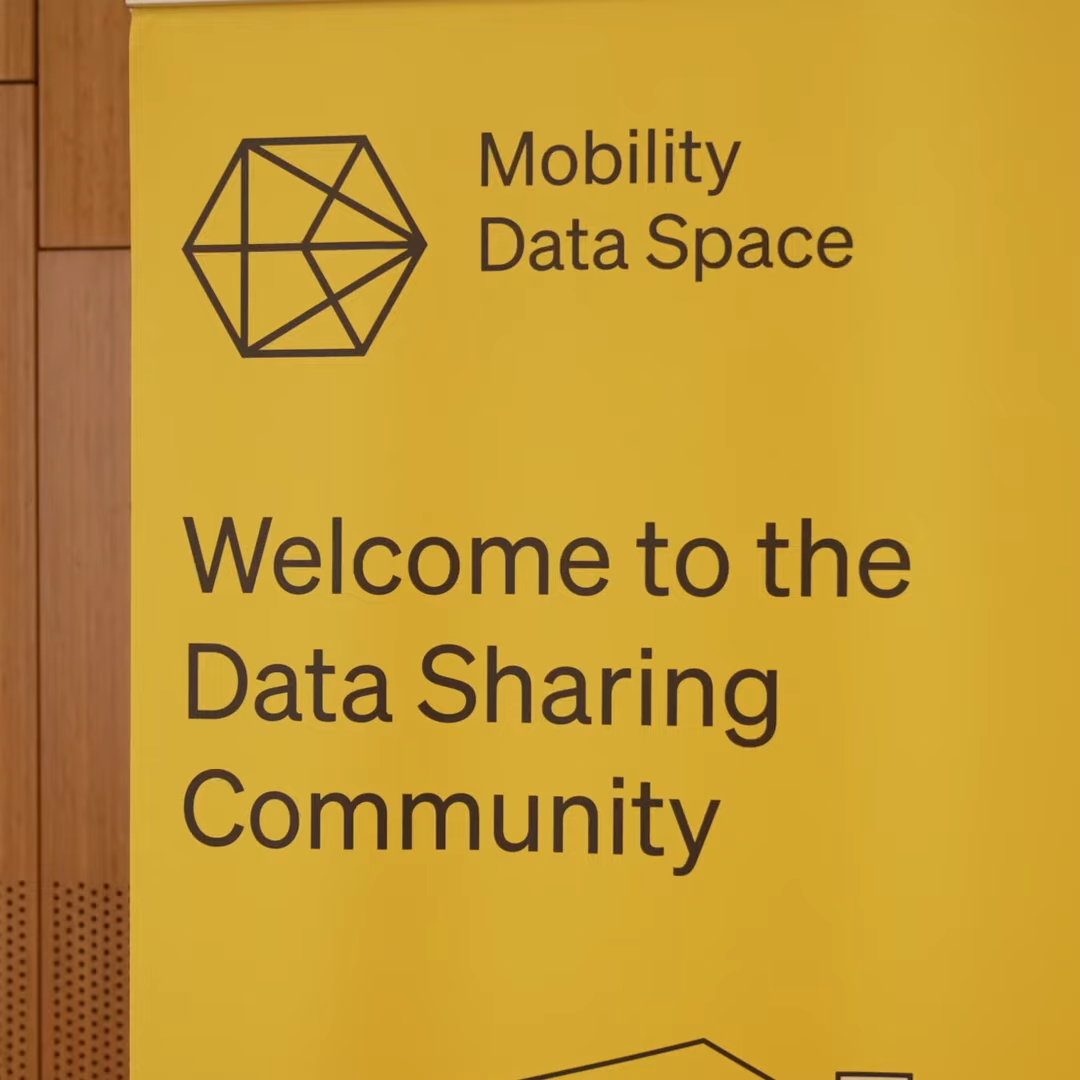 Mobility
Data Space
Welcome to the
Data Sharing
Community